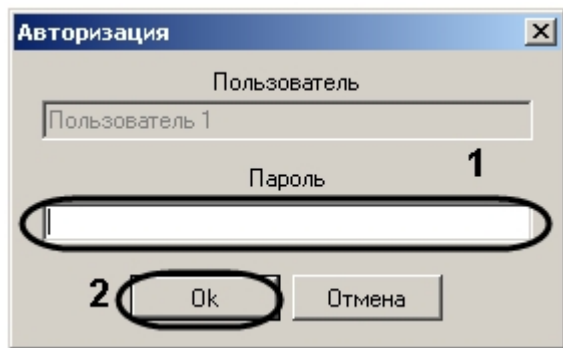 Авторизация
Пользователь
Пользователь 1
1
Пароль
2
Ok Отмена